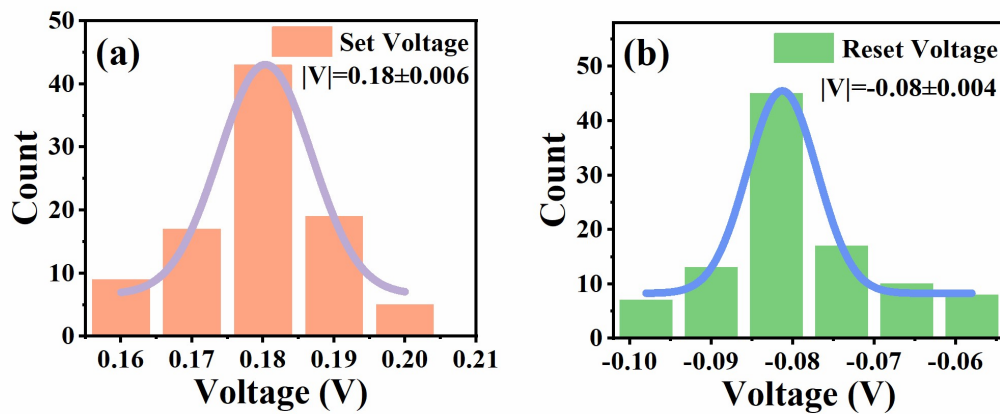 (a)
Set Voltage
|V|=0.18±0.006
Count
50
40
30
20
10
0
0.16 0.17 0.18 0.19 0.20 0.21
Voltage (V)
(b)
Reset Voltage
|V|=-0.08±0.004
Count
50
40
30
20
10
0
-0.10 -0.09 -0.08 -0.07 -0.06
Voltage (V)